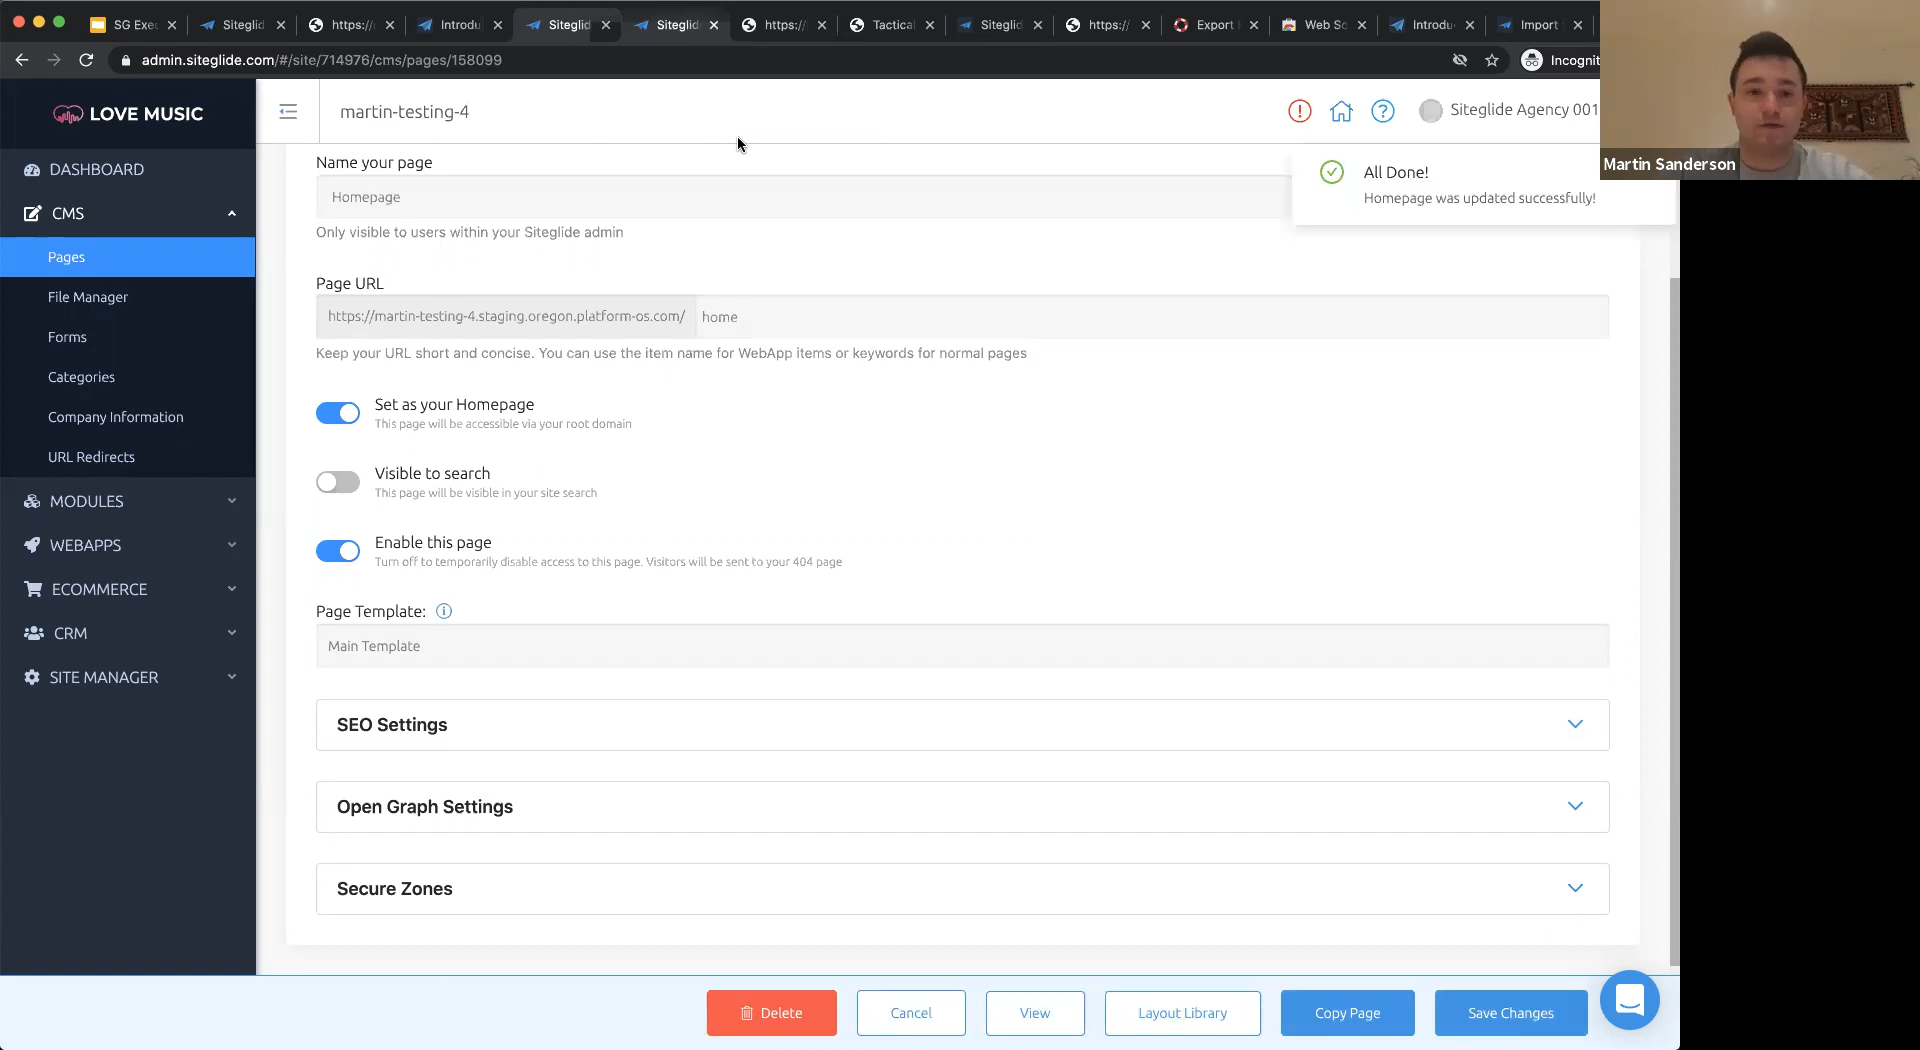 SG Exec
Siteglid
https://
Introdu
Siteglid
Siteglid
https://
Tactical
Siteglid
https://
Export
Web Sc
Introdu
Import
admin.siteglide.com/#/site/714976/cms/pages/158099
Incognit
LOVE MUSIC
martin-testing-4
Siteglide Agency 001
Martin Sanderson
DASHBOARD
CMS
Pages
File Manager
Forms
Categories
Company Information
URL Redirects
MODULES
WEBAPPS
ECOMMERCE
CRM
SITE MANAGER
All Done!
Homepage was updated successfully!
Name your page
Homepage
Only visible to users within your Siteglide admin
Page URL
https://martin-testing-4.staging.oregon.platform-os.com/ home
Keep your URL short and concise. You can use the item name for WebApp items or keywords for normal pages
Set as your Homepage
This page will be accessible via your root domain
Visible to search
This page will be visible in your site search
Enable this page
Turn off to temporarily disable access to this page. Visitors will be sent to your 404 page
Page Template:
Main Template
SEO Settings
Open Graph Settings
Secure Zones
Delete
Cancel
View
Layout Library
Copy Page
Save Changes